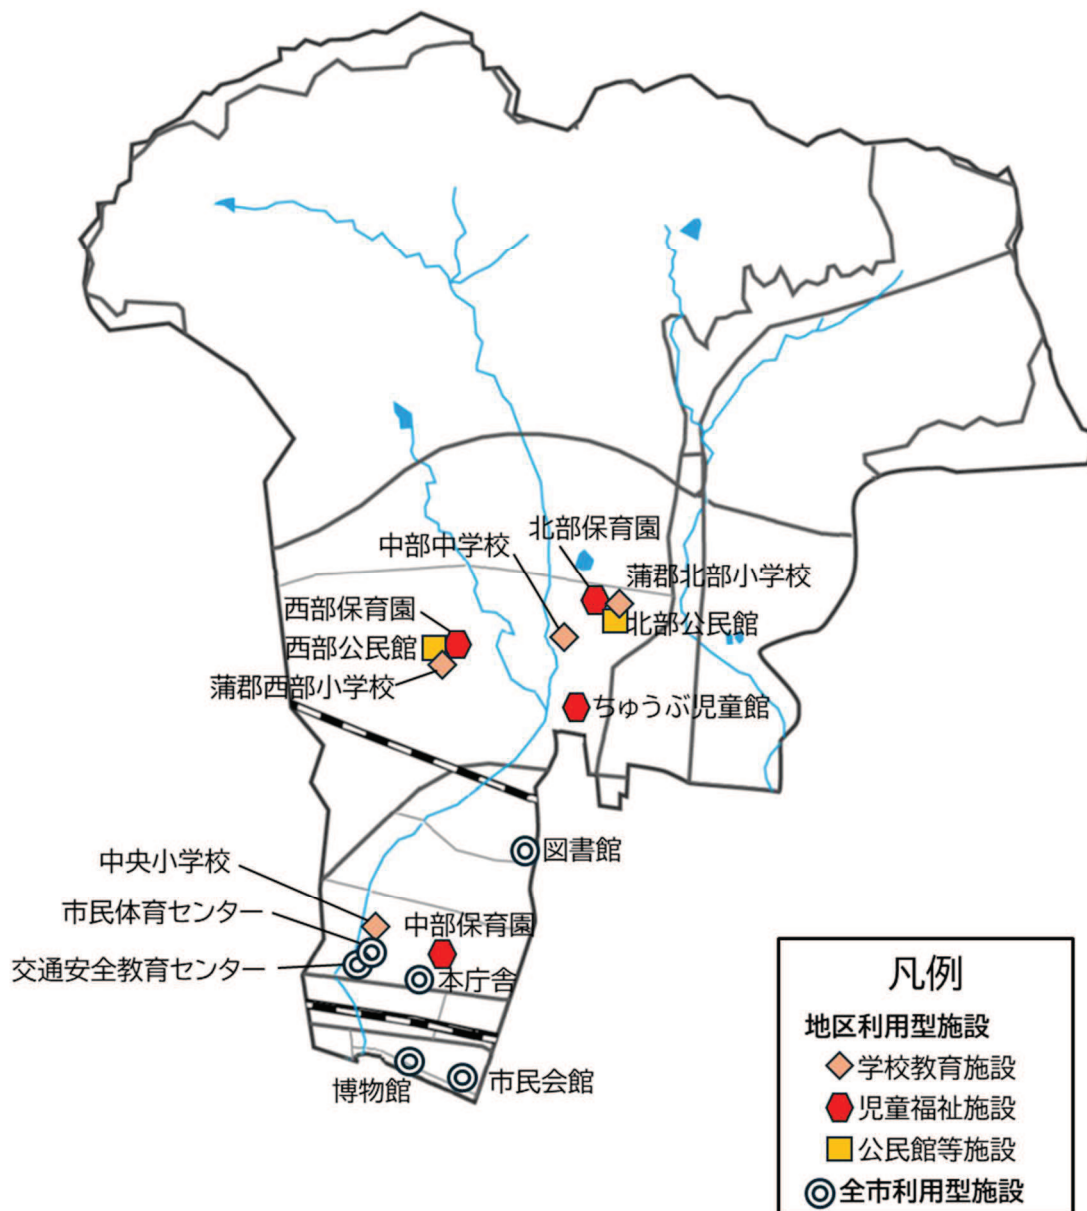 北部保育園
中部中学校
蒲郡北部小学校
西部保育園
北部公民館
西部公民館
蒲郡西部小学校
ちゅうぶ児童館
図書館
中央小学校
市民体育センター
中部保育園
交通安全教育センター
本庁舎
博物館
市民会館
凡例
地区利用型施設
学校教育施設
児童福祉施設
公民館等施設
全市利用型施設